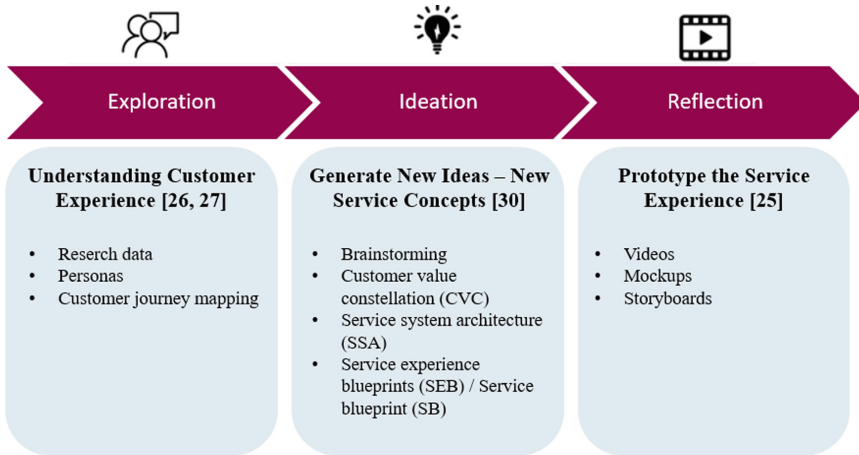 Exploration
Ideation
Reflection
Understanding Customer
Experience [26, 27]
• Reserch data
• Personas
• Customer journey mapping
Generate New Ideas – New
Service Concepts [30]
• Brainstorming
• Customer value
constellation (CVC)
• Service system architecture
(SSA)
• Service experience
blueprints (SEB) / Service
blueprint (SB)
Prototype the Service
Experience [25]
• Videos
• Mockups
• Storyboards